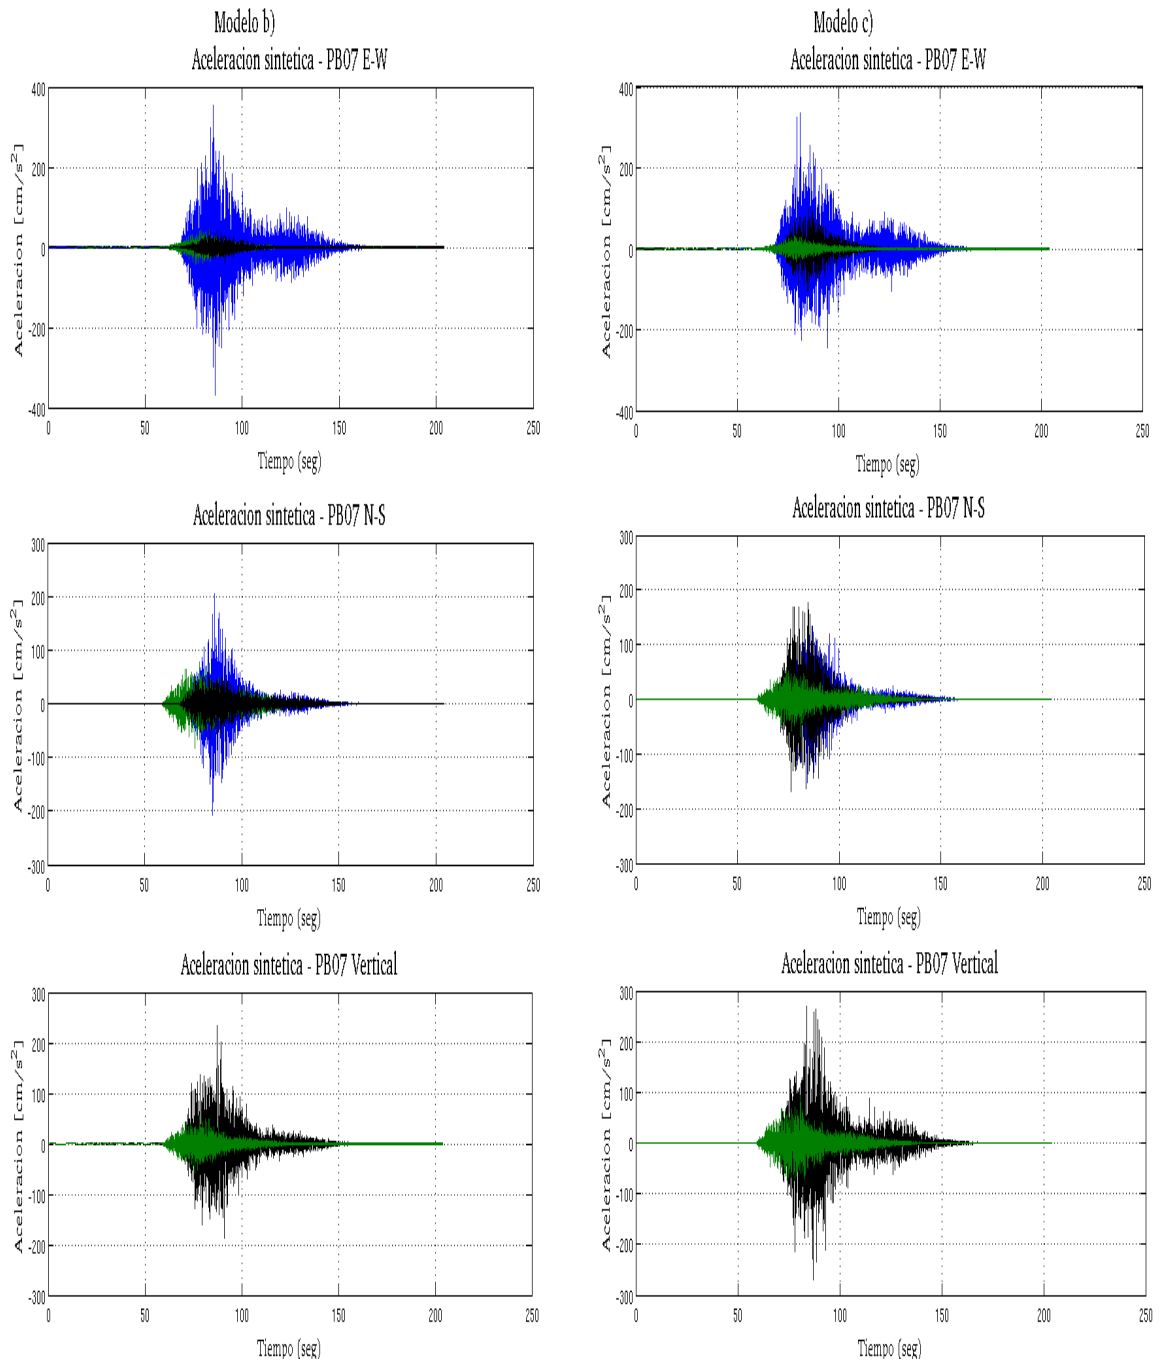 Modelo b)
Aceleracion sintetica - PB07 E-W
Aceleracion [cm/s²]
400
200
0
-200
-400
0 50 100 150 200 250
Tiempo (seg)
Modelo c)
Aceleracion sintetica - PB07 E-W
Aceleracion [cm/s²]
400
200
0
-200
-400
0 50 100 150 200 250
Tiempo (seg)
Aceleracion sintetica - PB07 N-S
Aceleracion [cm/s²]
300
200
100
0
-100
-200
-300
0 50 100 150 200 250
Tiempo (seg)
Aceleracion sintetica - PB07 N-S
Aceleracion [cm/s²]
300
200
100
0
-100
-200
-300
0 50 100 150 200 250
Tiempo (seg)
Aceleracion sintetica - PB07 Vertical
Aceleracion [cm/s²]
300
200
100
0
-100
-200
-300
0 50 100 150 200 250
Tiempo (seg)
Aceleracion sintetica - PB07 Vertical
Aceleracion [cm/s²]
300
200
100
0
-100
-200
-300
0 50 100 150 200 250
Tiempo (seg)